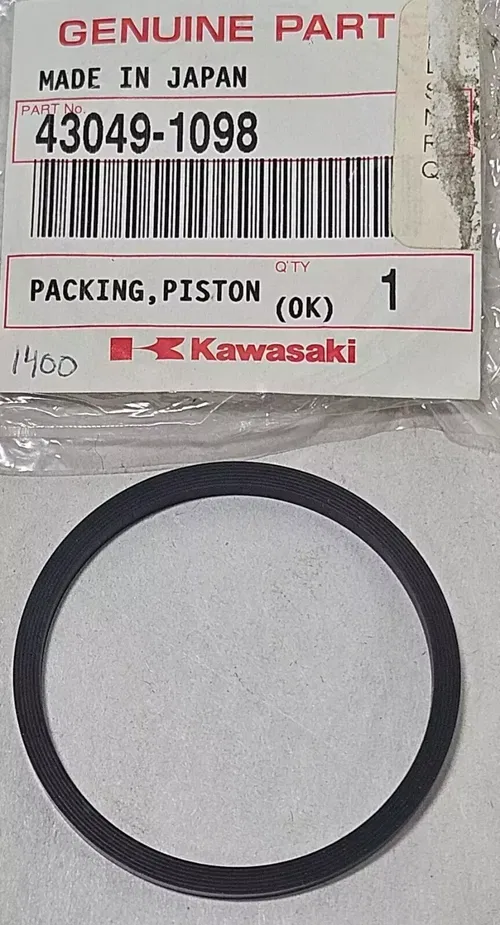 GENUINE PART
MADE IN JAPAN
PART No.
43049-1098
Q'TY
PACKING,PISTON (OK) 1
Kawasaki
1400
L
S
N
F
Q